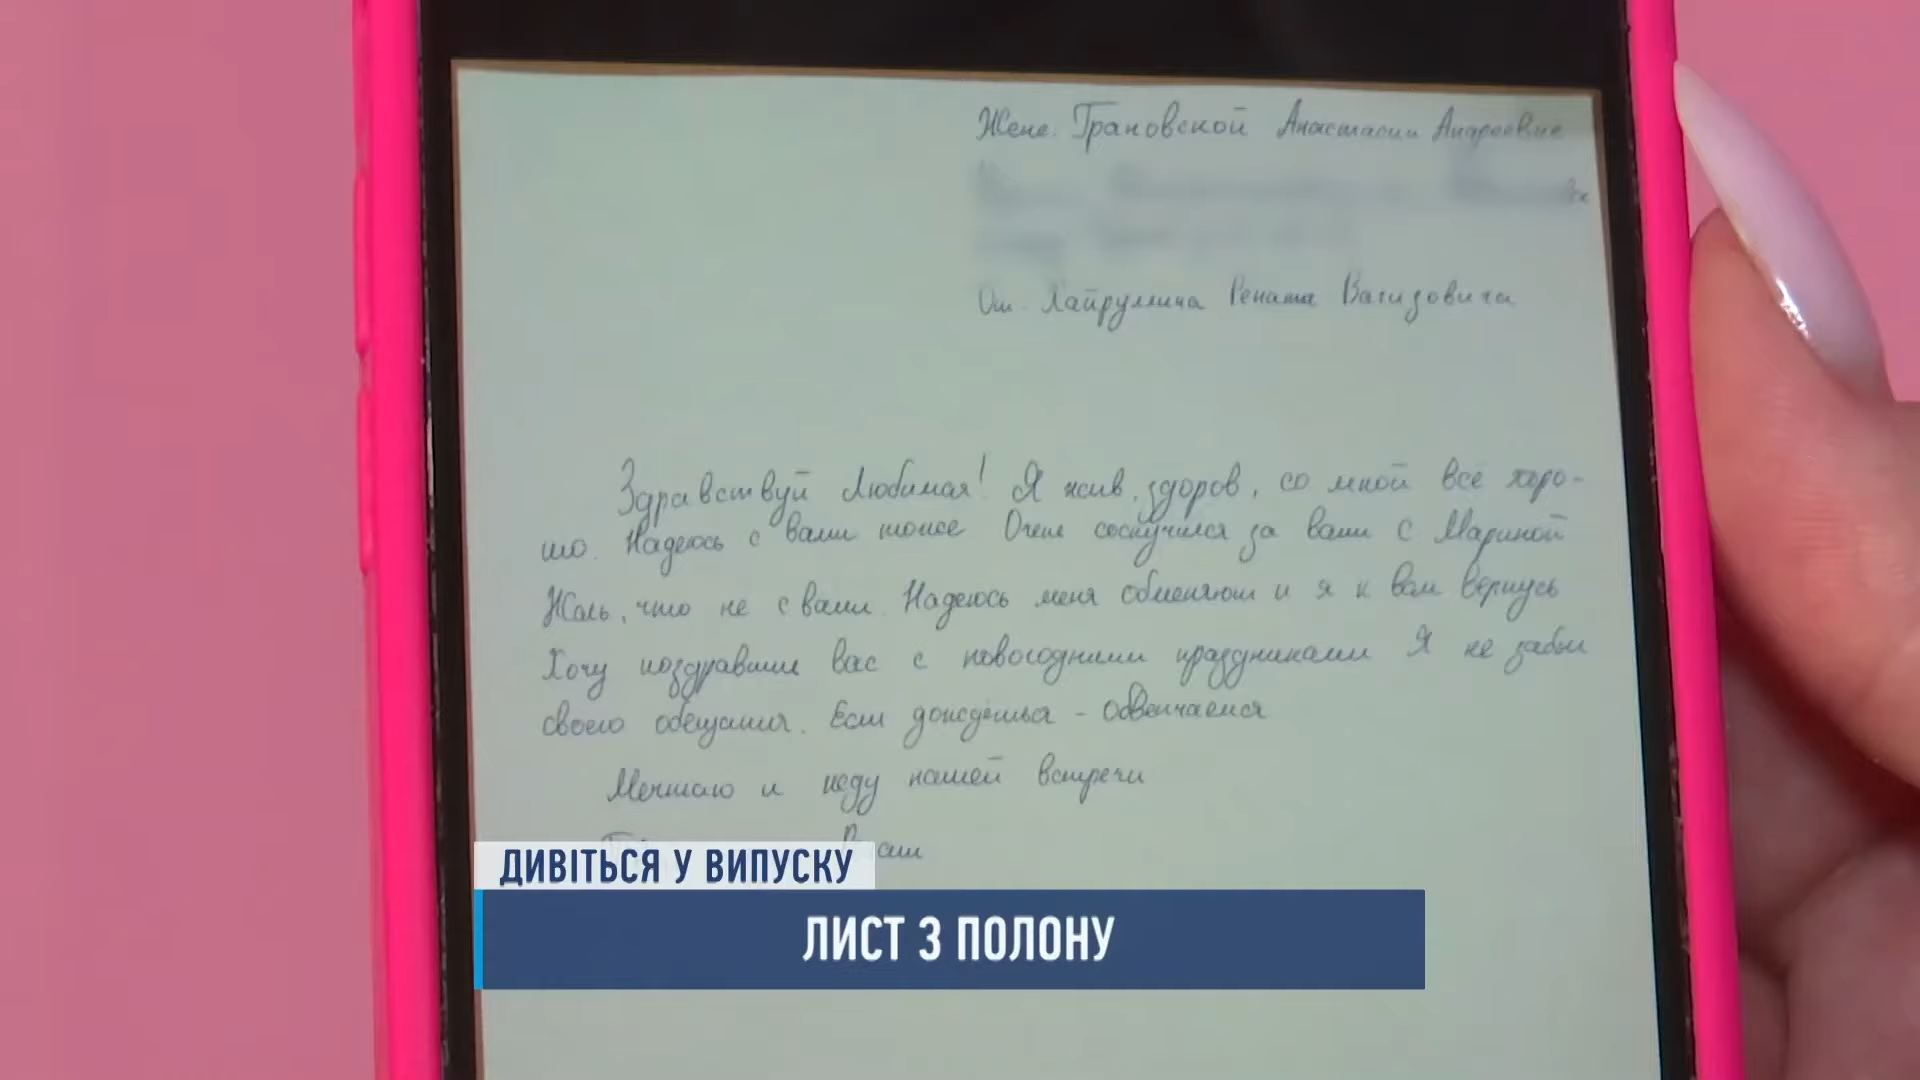 Жене. Грановской Анастасии Андреевне
От. Хайруллина Рената Вагизовича
Здравствуй Любимая! Я жив, здоров, со мной всё хоро-
шо. Надеюсь с вами тоже Очень соскучился за вами с Мариной
Жаль, что не с вами. Надеюсь меня обменяют и я к вам вернусь
Хочу поздравить вас с новогодними праздниками Я не забыл
своего обещания. Если дождёшься - обвенчаемся
Мечтаю и жду нашей встречи
ДИВІТЬСЯ У ВИПУСКУ
ЛИСТ З ПОЛОНУ